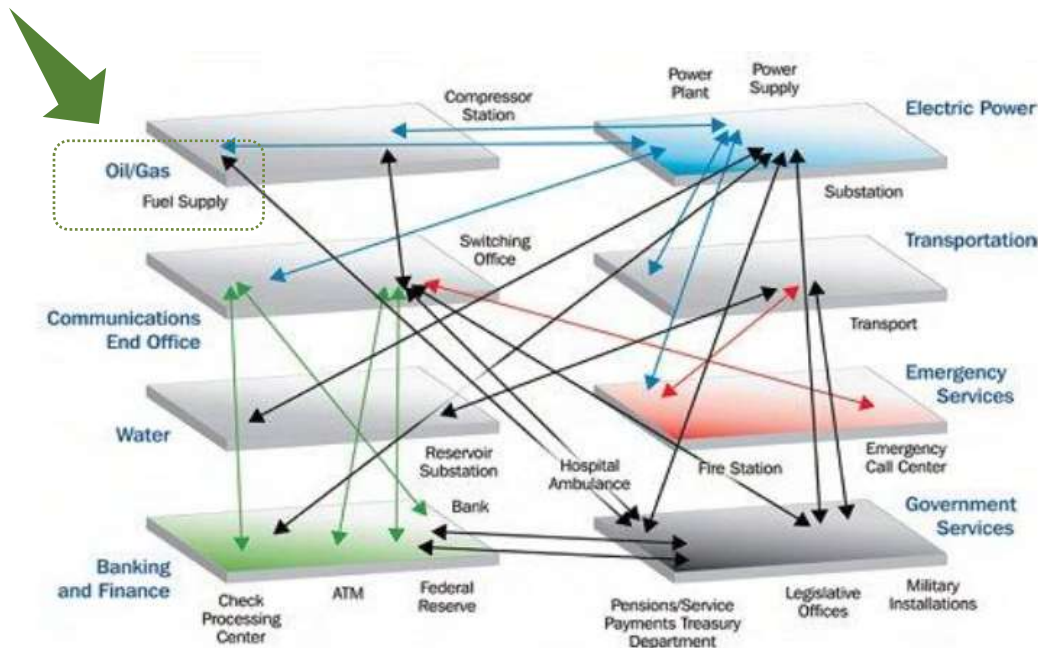 Power
Plant
Power
Supply
Compressor
Station
Electric Power
Oil/Gas
Fuel Supply
Substation
Switching
Office
Transportation
Communications
End Office
Transport
Emergency
Services
Water
Reservoir
Substation
Hospital
Ambulance
Fire Station
Emergency
Call Center
Bank
Government
Services
Banking
and Finance
Check
Processing
Center
ATM
Federal
Reserve
Pensions/Service
Payments Treasury
Department
Legislative
Offices
Military
Installations